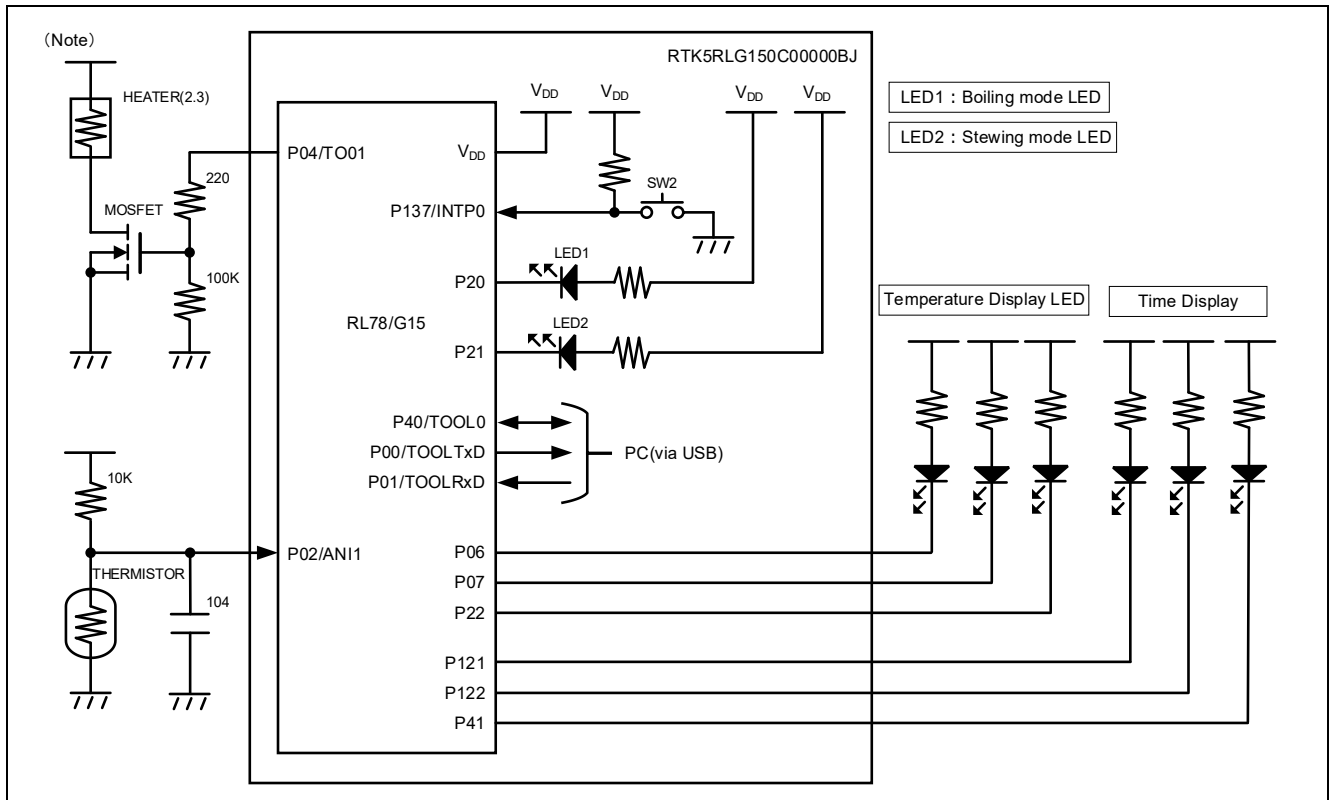 (Note)
RTK5RLG150C00000BJ
HEATER(2.3)
VDD
VDD
VDD
VDD
LED1 : Boiling mode LED
LED2 : Stewing mode LED
P04/TO01
VDD
220
SW2
MOSFET
P137/INTP0
LED1
100K
P20
Temperature Display LED
Time Display
RL78/G15
LED2
P21
P40/TOOL0
P00/TOOLTxD
PC(via USB)
P01/TOOLRxD
10K
P02/ANI1
P06
THERMISTOR
P07
104
P22
P121
P122
P41